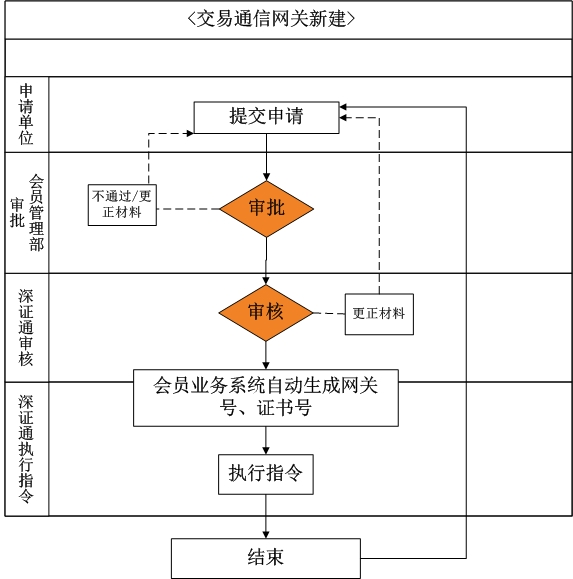 <交易通信网关新建>
申请单位
提交申请
会员管理部
审批
不通过/更
正材料
审批
深证通审核
审核
更正材料
会员业务系统自动生成网关
号、证书号
深证通执行指令
执行指令
结束